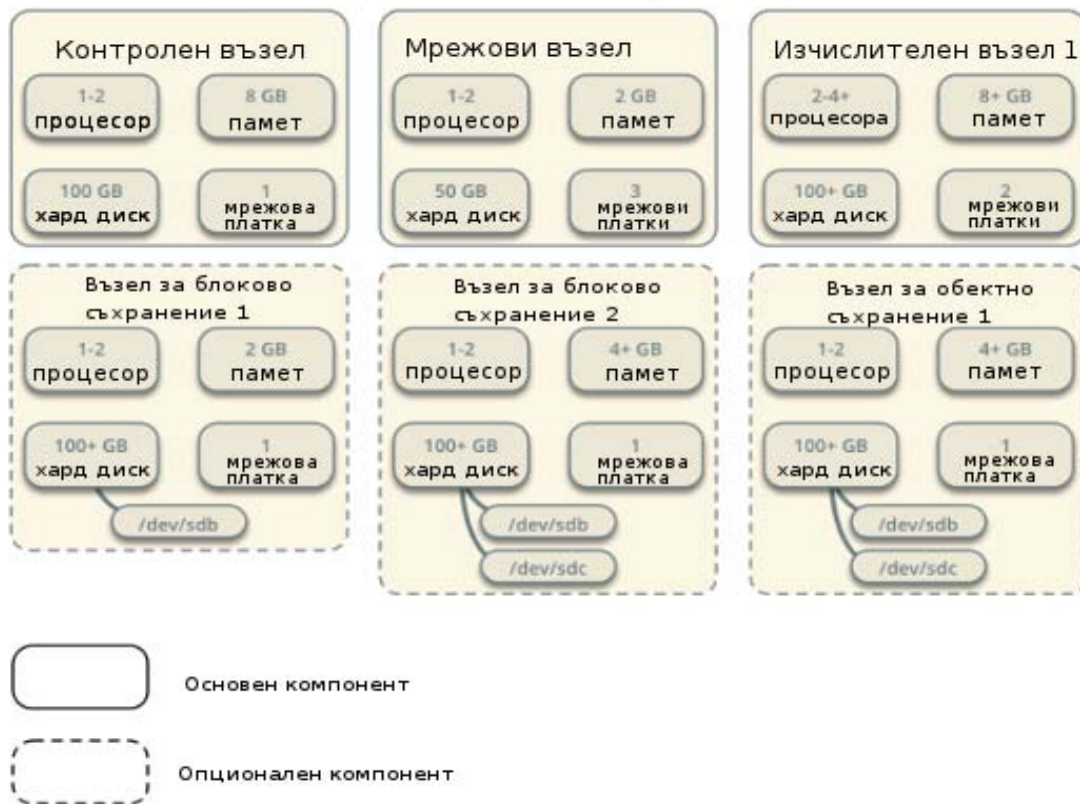 Контролен възел
1-2
процесор
8 GB
памет
100 GB
хард диск
1
мрежова
платка
Мрежови възел
1-2
процесор
2 GB
памет
50 GB
хард диск
3
мрежови
платки
Изчислителен възел 1
2-4+
процесора
8+ GB
памет
100+ GB
хард диск
2
мрежови
платки
Възел за блоково
съхранение 1
1-2
процесор
2 GB
памет
100+ GB
хард диск
1
мрежова
платка
/dev/sdb
Възел за блоково
съхранение 2
1-2
процесор
4+ GB
памет
100+ GB
хард диск
1
мрежова
платка
/dev/sdb
/dev/sdc
Възел за обектно
съхранение 1
1-2
процесор
4+ GB
памет
100+ GB
хард диск
1
мрежова
платка
/dev/sdb
/dev/sdc
Основен компонент
Опционален компонент